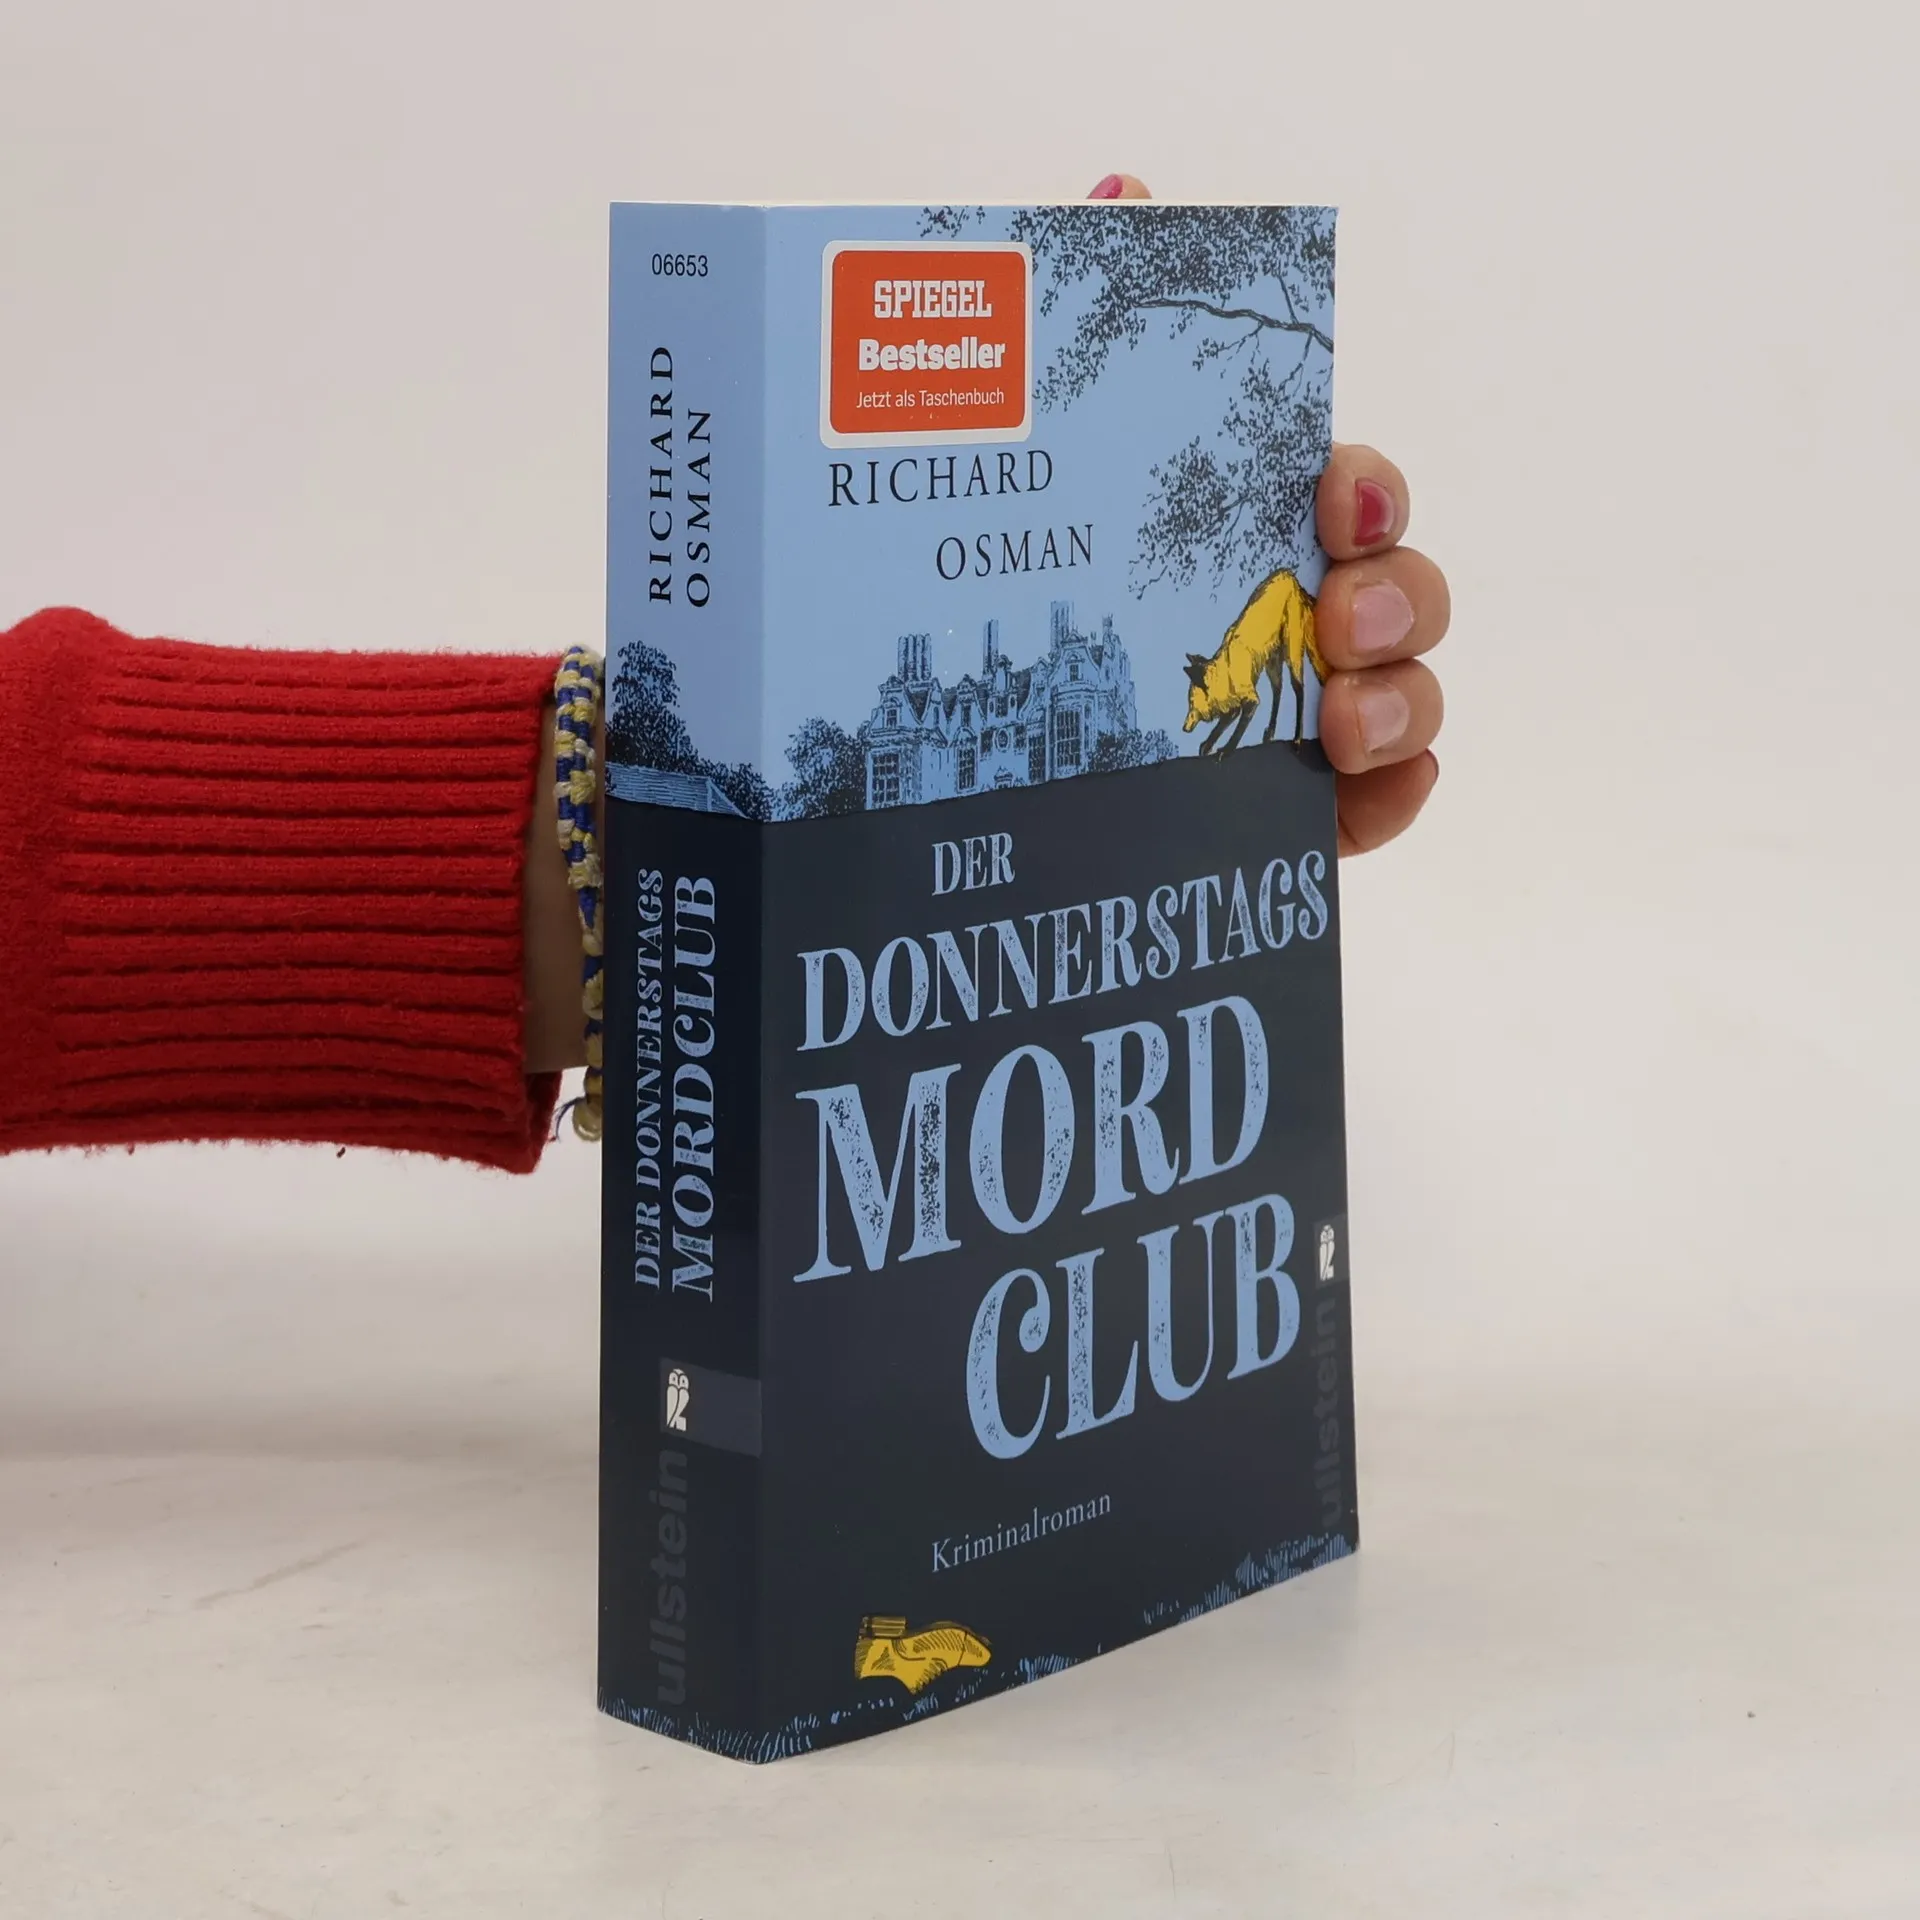 06653
RICHARD
OSMAN
DER DONNERSTAGS
MORDCLUB
ullstein
SPIEGEL
Bestseller
Jetzt als Taschenbuch
RICHARD
OSMAN
DER
DONNERSTAGS
MORD
CLUB
Kriminalroman
ullstein